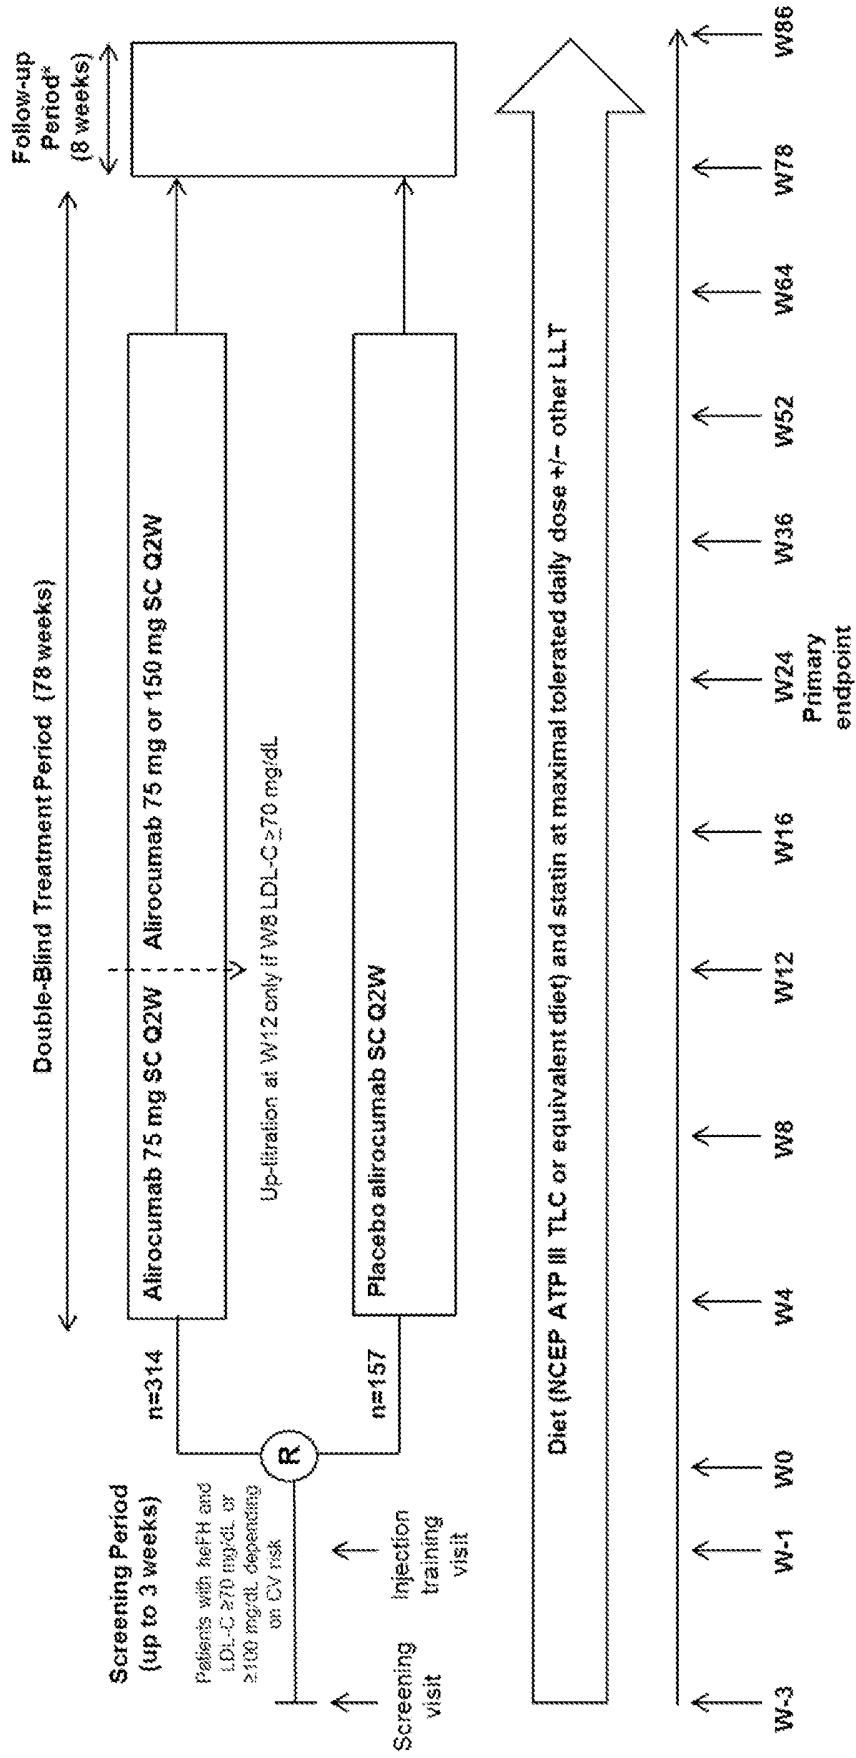 Screening Period
(up to 3 weeks)
Patients with heFH and
LDL-C ≥70 mg/dL or
≥100 mg/dL depending
on CV risk
Screening
visit
Injection
training
visit
R
n=314
n=157
Double-Blind Treatment Period (78 weeks)
Alirocumab 75 mg SC Q2W
Alirocumab 75 mg or 150 mg SC Q2W
Up-titration at W12 only if W8 LDL-C ≥70 mg/dL
Placebo alirocumab SC Q2W
Follow-up
Period*
(8 weeks)
Diet (NCEP ATP III TLC or equivalent diet) and statin at maximal tolerated daily dose +/− other LLT
W-3
W-1
W0
W4
W8
W12
W16
W24
Primary
endpoint
W36
W52
W64
W78
W86